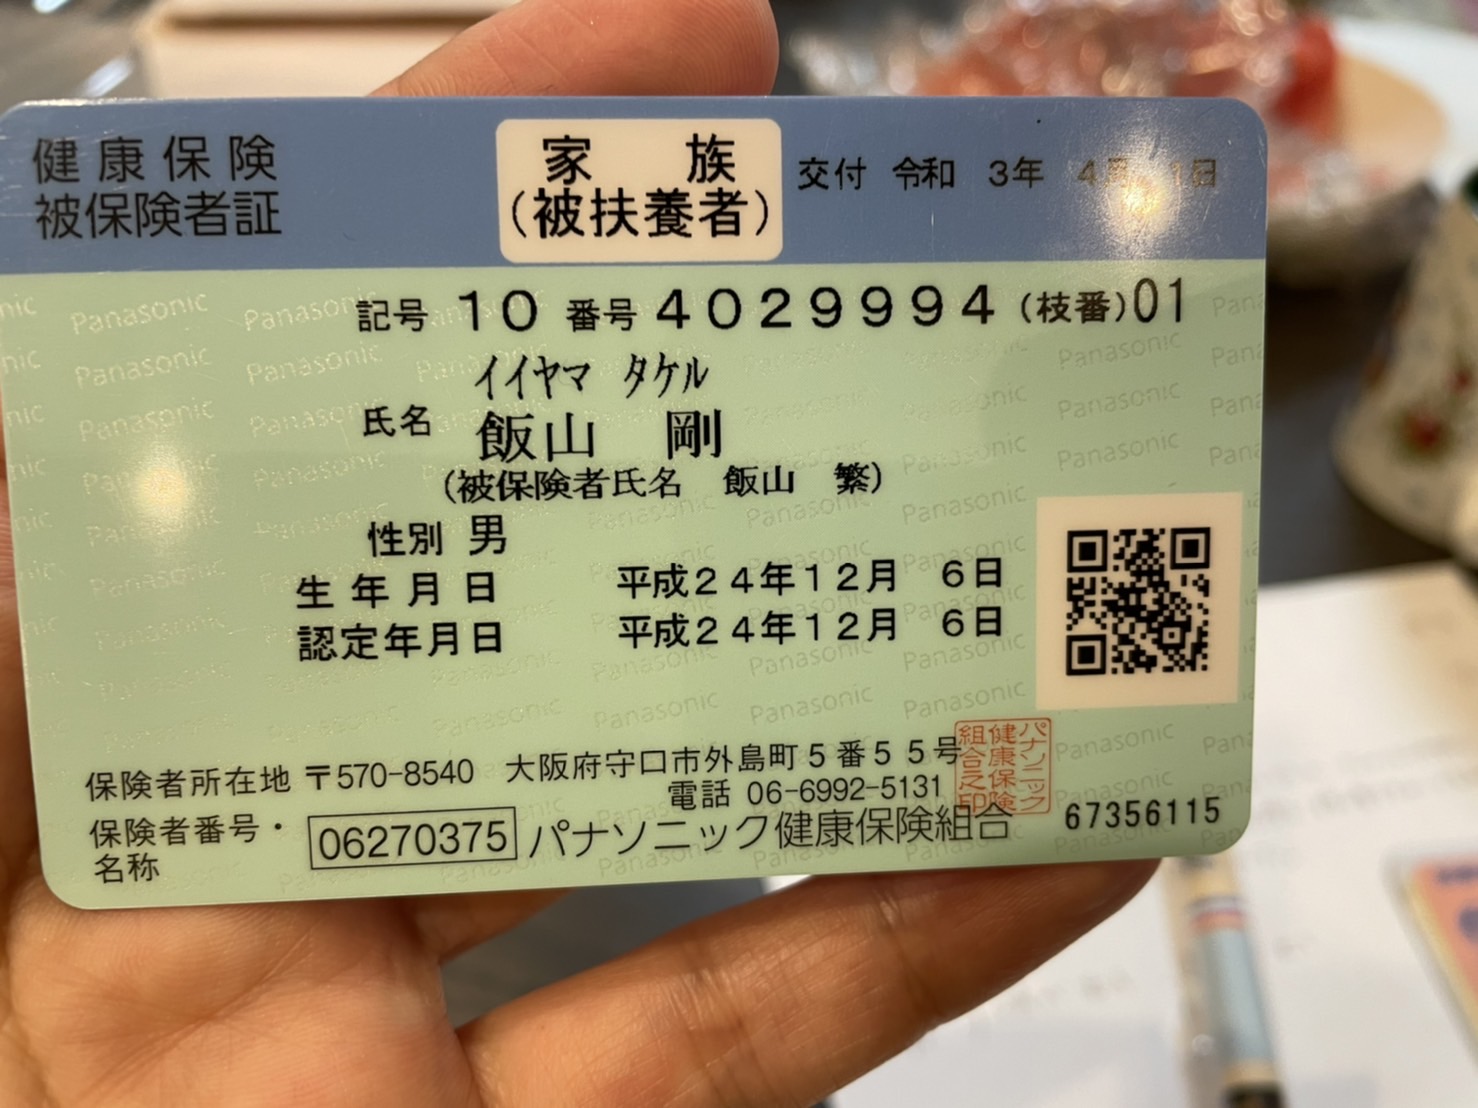 健康保険
被保険者証
家族
(被扶養者)
交付 令和 3年 4月 1日
記号 10 番号 4029994 (枝番)01
イイヤマ タケル
氏名 飯山 剛
(被保険者氏名 飯山 繁)
性別 男
生年月日 平成24年12月 6日
認定年月日 平成24年12月 6日
保険者所在地 〒570-8540 大阪府守口市外島町5番55号
電話 06-6992-5131
保険者番号・名称 06270375 パナソニック健康保険組合
パナソニック健康保険組合之印
67356115
Panasonic